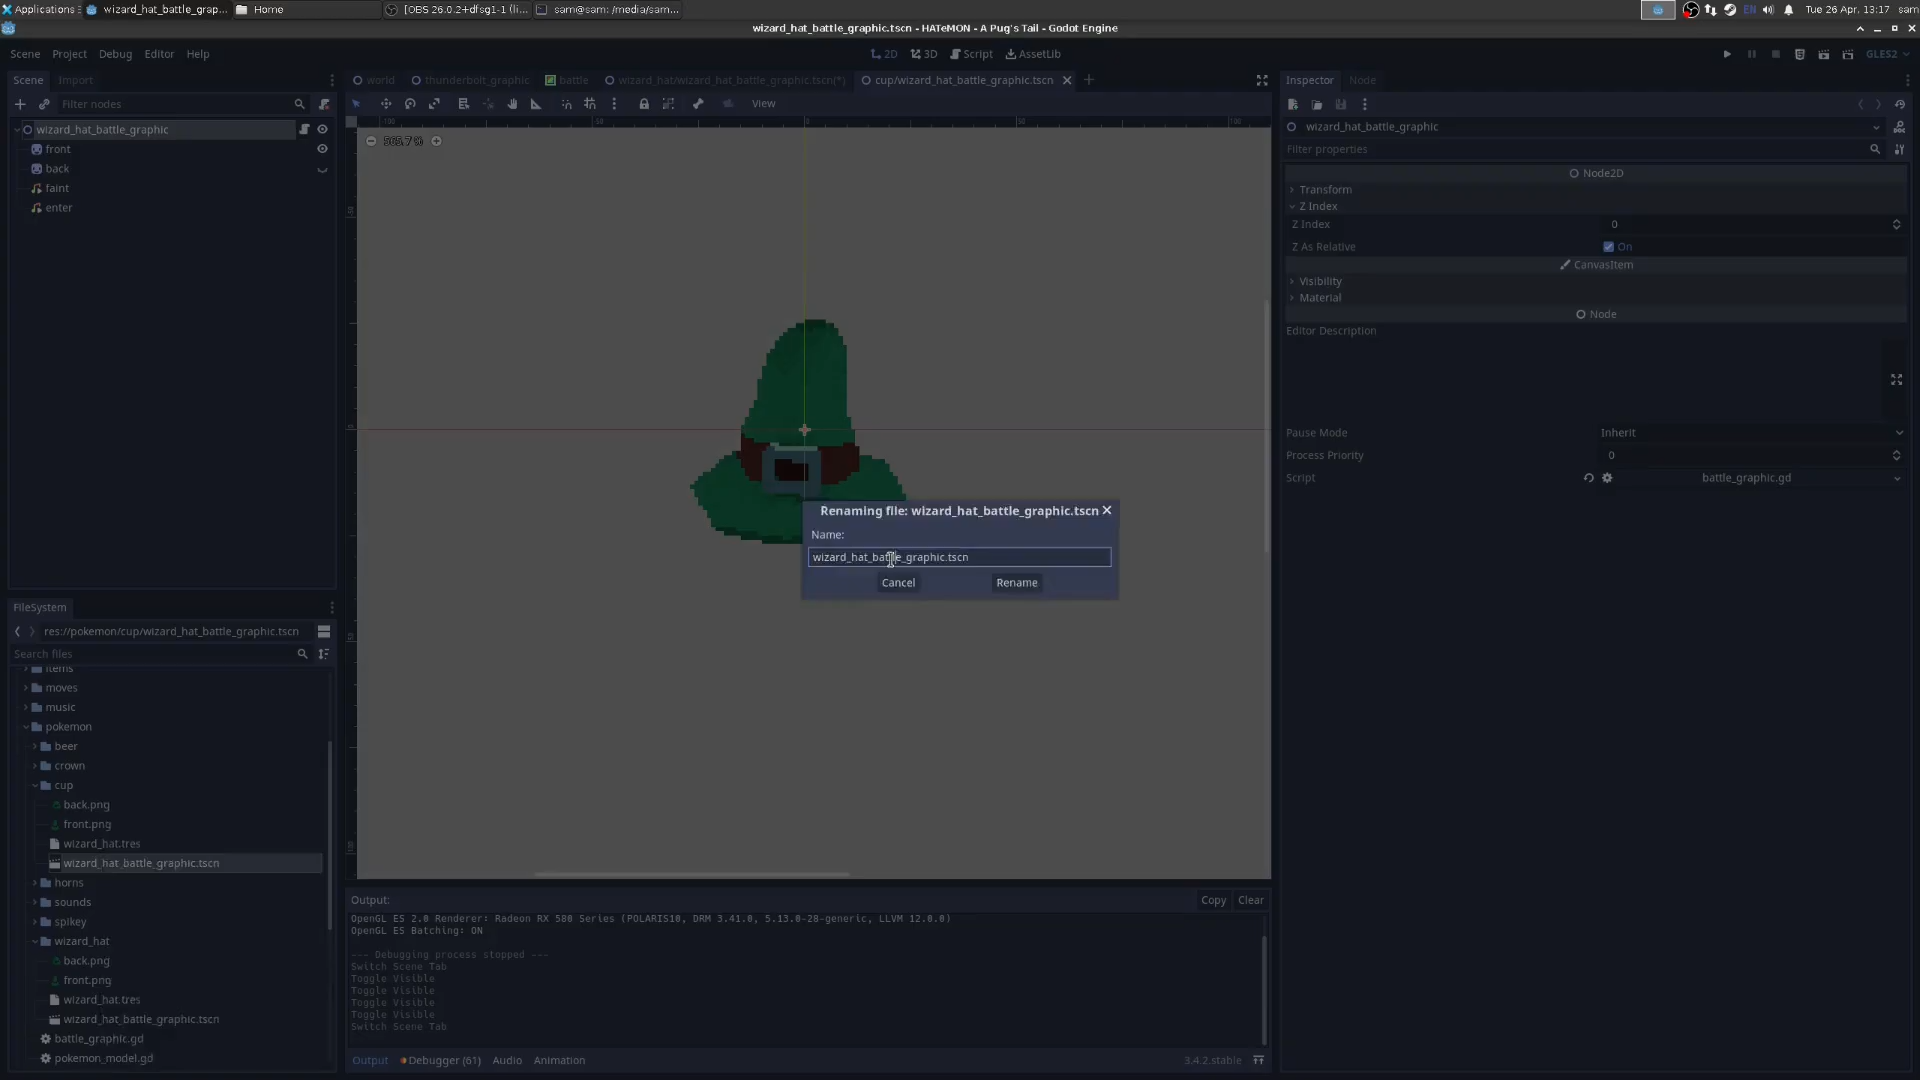 Applications
wizard_hat_battle_grap...
Home
[OBS 26.0.2+dfsg1-1 (li...
sam@sam: /media/sam...
EN
Tue 26 Apr, 13:17
sam
wizard_hat_battle_graphic.tscn - HATeMON - A Pug's Tail - Godot Engine
Scene
Project
Debug
Editor
Help
2D
3D
Script
AssetLib
GLES2
Scene
Import
world
thunderbolt_graphic
battle
wizard_hat/wizard_hat_battle_graphic.tscn(*)
cup/wizard_hat_battle_graphic.tscn
Inspector
Node
Filter nodes
View
wizard_hat_battle_graphic
front
back
faint
enter
565.7 %
wizard_hat_battle_graphic
Filter properties
Node2D
Transform
Z Index
Z Index
0
Z As Relative
On
CanvasItem
Visibility
Material
Node
Editor Description
Pause Mode
Inherit
Process Priority
0
Script
battle_graphic.gd
Renaming file: wizard_hat_battle_graphic.tscn
Name:
wizard_hat_battle_graphic.tscn
Cancel
Rename
FileSystem
res://pokemon/cup/wizard_hat_battle_graphic.tscn
Search files
items
moves
music
pokemon
beer
crown
cup
back.png
front.png
wizard_hat.tres
wizard_hat_battle_graphic.tscn
horns
sounds
spikey
wizard_hat
back.png
front.png
wizard_hat.tres
wizard_hat_battle_graphic.tscn
battle_graphic.gd
pokemon_model.gd
Output:
Copy
Clear
OpenGL ES 2.0 Renderer: Radeon RX 580 Series (POLARIS10, DRM 3.41.0, 5.13.0-28-generic, LLVM 12.0.0)
OpenGL ES Batching: ON
--- Debugging process stopped ---
Switch Scene Tab
Toggle Visible
Toggle Visible
Toggle Visible
Toggle Visible
Switch Scene Tab
Output
Debugger (61)
Audio
Animation
3.4.2.stable